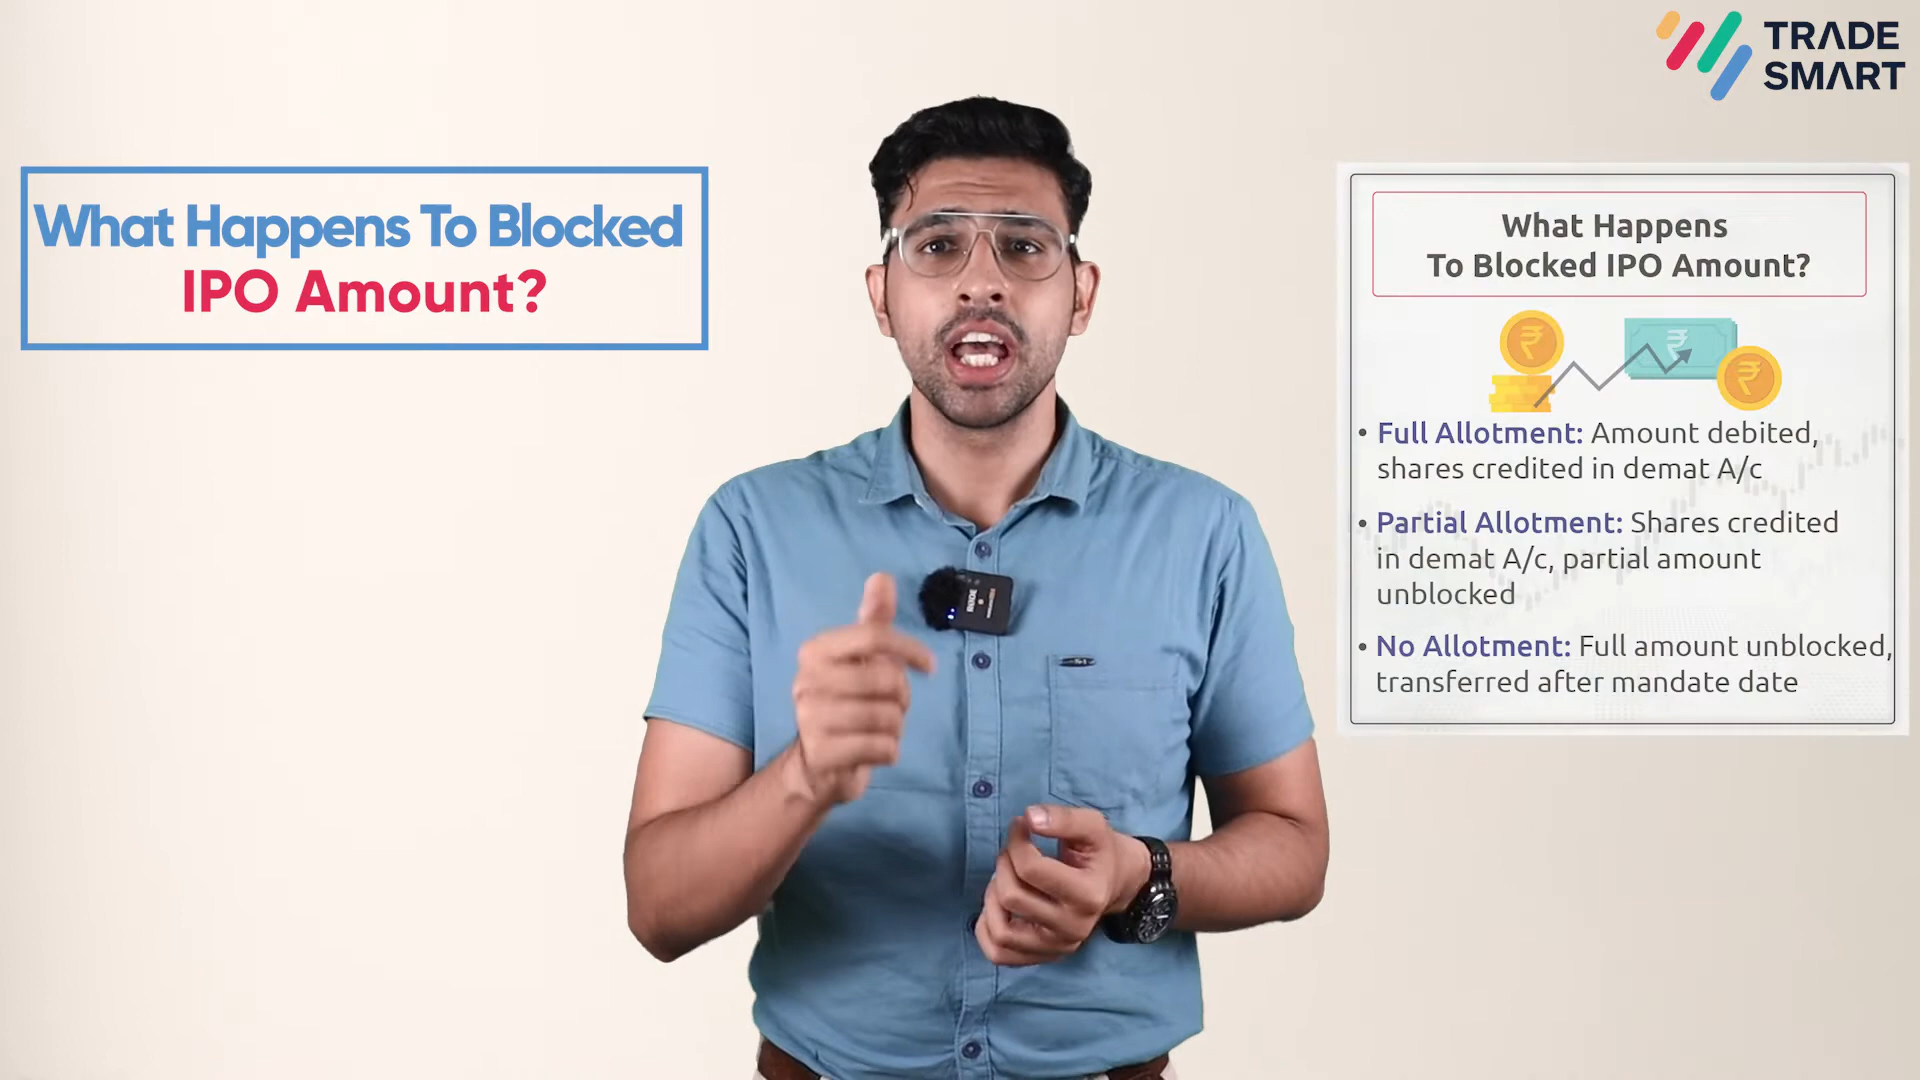 TRADE
SMART
What Happens To Blocked
IPO Amount?
What Happens
To Blocked IPO Amount?
• Full Allotment: Amount debited,
shares credited in demat A/c
• Partial Allotment: Shares credited
in demat A/c, partial amount
unblocked
• No Allotment: Full amount unblocked,
transferred after mandate date
RØDE